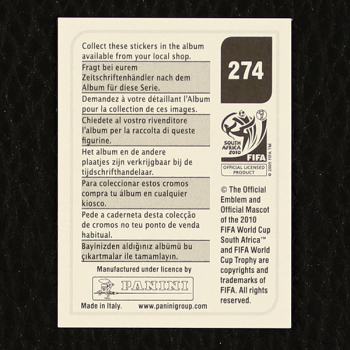 Collect these stickers in the album
available from your local shop.
Fragt bei eurem
Zeitschriftenhändler nach dem
Album für diese Serie.
Demandez à votre détaillant l'Album
pour la collection de ces images.
Chiedete al vostro rivenditore
l'album per la raccolta di queste
figurine.
Het album en de andere
plaatjes zijn verkrijgbaar bij de
tijdschrifthandelaar.
Para coleccionar estos cromos
compra tu álbum en cualquier
kiosco.
Pede a caderneta desta colecção
de cromos no teu ponto de venda
habitual.
Bayinizden aldığınız albümü bu
çıkartmalar ile tamamlayın.
Manufactured under licence by
PANINI
Made in Italy. www.paninigroup.com
274
SOUTH AFRICA
2010
FIFA
OFFICIAL LICENSED
PRODUCT
© The Official
Emblem and
Official Mascot
of the 2010
FIFA World Cup
South Africa™
and FIFA World
Cup Trophy are
copyrights and
trademarks of
FIFA. All rights
reserved.